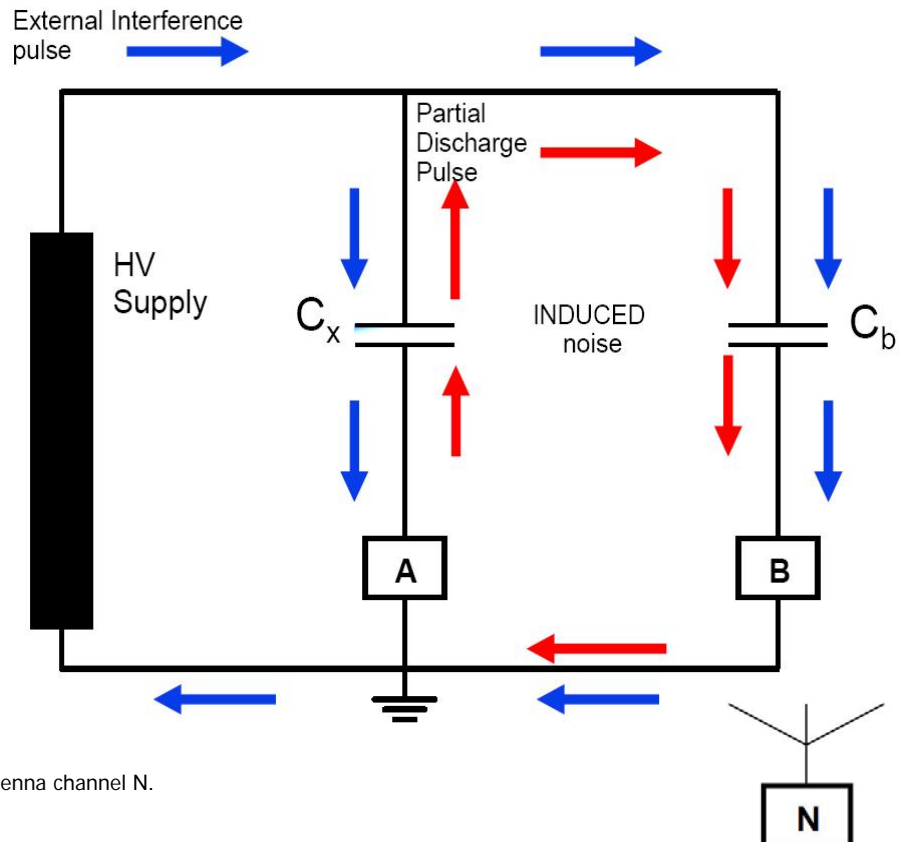 External Interference
pulse
Partial
Discharge
Pulse
HV
Supply
Cx
INDUCED
noise
Cb
A
B
enna channel N.
N